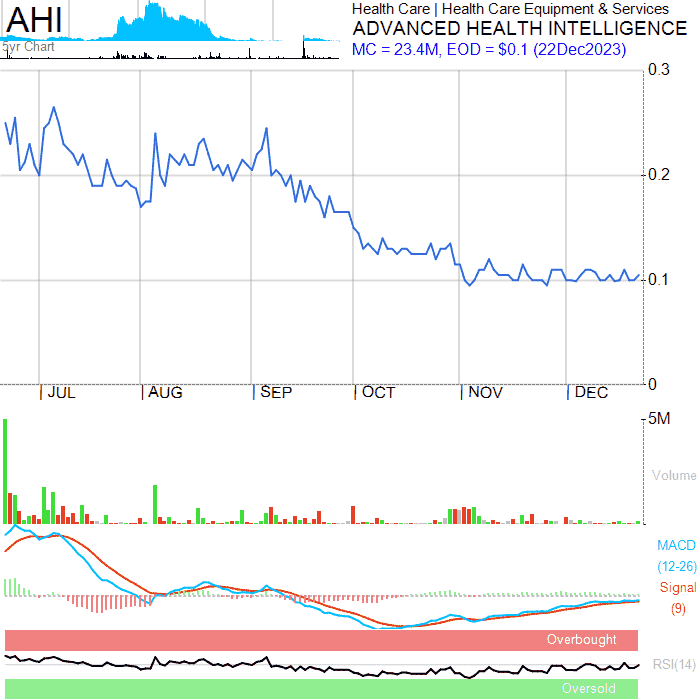 AHI
5yr Chart
Health Care | Health Care Equipment & Services
ADVANCED HEALTH INTELLIGENCE
MC = 23.4M, EOD = $0.1 (22Dec2023)
0.3
0.2
0.1
0
JUL AUG SEP OCT NOV DEC
5M
Volume
MACD
(12-26)
Signal
(9)
Overbought
RSI(14)
Oversold